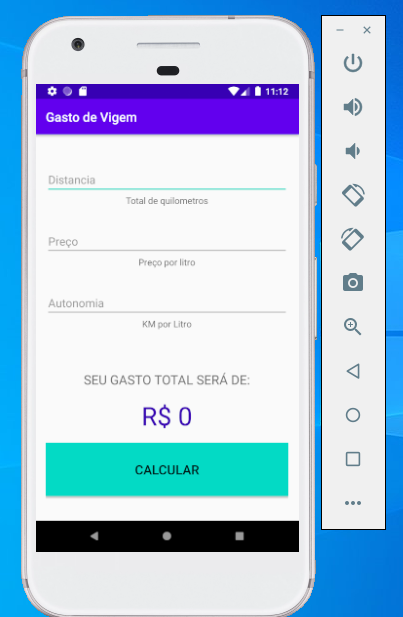 11:12
Gasto de Vigem
Distancia
Total de quilometros
Preço
Preço por litro
Autonomia
KM por Litro
SEU GASTO TOTAL SERÁ DE:
R$ 0
CALCULAR